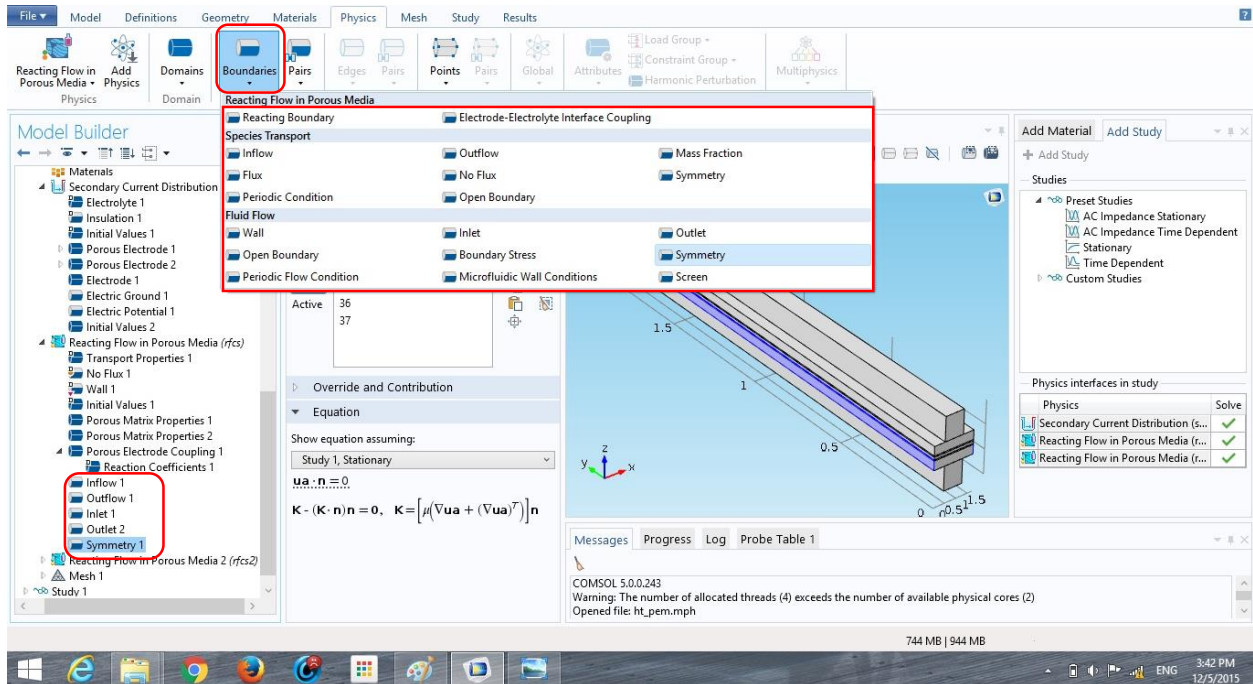 File Model Definitions Geometry Materials Physics Mesh Study Results
Reacting Flow in Porous Media
Add Physics
Domains
Boundaries
Pairs
Edges
Pairs
Points
Pairs
Global
Attributes
Load Group
Constraint Group
Harmonic Perturbation
Multiphysics
Physics
Domain
Reacting Flow in Porous Media
Reacting Boundary Electrode-Electrolyte Interface Coupling
Species Transport
Inflow Outflow Mass Fraction
Flux No Flux Symmetry
Periodic Condition Open Boundary
Fluid Flow
Wall Inlet Outlet
Open Boundary Boundary Stress Symmetry
Periodic Flow Condition Microfluidic Wall Conditions Screen
Model Builder
Materials
Secondary Current Distribution
Electrolyte 1
Insulation 1
Initial Values 1
Porous Electrode 1
Porous Electrode 2
Electrode 1
Electric Ground 1
Electric Potential 1
Initial Values 2
Reacting Flow in Porous Media (rfcs)
Transport Properties 1
No Flux 1
Wall 1
Initial Values 1
Porous Matrix Properties 1
Porous Matrix Properties 2
Porous Electrode Coupling 1
Reaction Coefficients 1
Inflow 1
Outflow 1
Inlet 1
Outlet 2
Symmetry 1
Reacting Flow in Porous Media 2 (rfcs2)
Mesh 1
Study 1
Active
36
37
Override and Contribution
Equation
Show equation assuming:
Study 1, Stationary
ua · n = 0
K - (K · n)n = 0, K = [μ(∇ua + (∇ua)ᵀ)]n
1.5
1
0.5
0
0.5
1.5
z
y
x
Messages Progress Log Probe Table 1
COMSOL 5.0.0.243
Warning: The number of allocated threads (4) exceeds the number of available physical cores (2)
Opened file: ht_pem.mph
Add Material Add Study
Add Study
Studies
Preset Studies
AC Impedance Stationary
AC Impedance Time Dependent
Stationary
Time Dependent
Custom Studies
Physics interfaces in study
Physics Solve
Secondary Current Distribution (s...
Reacting Flow in Porous Media (r...
Reacting Flow in Porous Media (r...
744 MB | 944 MB
ENG
3:42 PM
12/5/2015